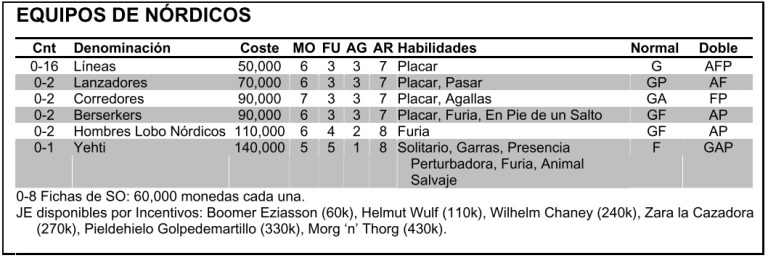 EQUIPOS DE NÓRDICOS
Cnt Denominación Coste MO FU AG AR Habilidades Normal Doble
0-16 Líneas 50,000 6 3 3 7 Placar G AFP
0-2 Lanzadores 70,000 6 3 3 7 Placar, Pasar GP AF
0-2 Corredores 90,000 7 3 3 7 Placar, Agallas GA FP
0-2 Berserkers 90,000 6 3 3 7 Placar, Furia, En Pie de un Salto GF AP
0-2 Hombres Lobo Nórdicos 110,000 6 4 2 8 Furia GF AP
0-1 Yehti 140,000 5 5 1 8 Solitario, Garras, Presencia F GAP
Perturbadora, Furia, Animal
Salvaje
0-8 Fichas de SO: 60,000 monedas cada una.
JE disponibles por Incentivos: Boomer Eziasson (60k), Helmut Wulf (110k), Wilhelm Chaney (240k), Zara la Cazadora
(270k), Pieldehielo Golpedemartillo (330k), Morg ‘n’ Thorg (430k).